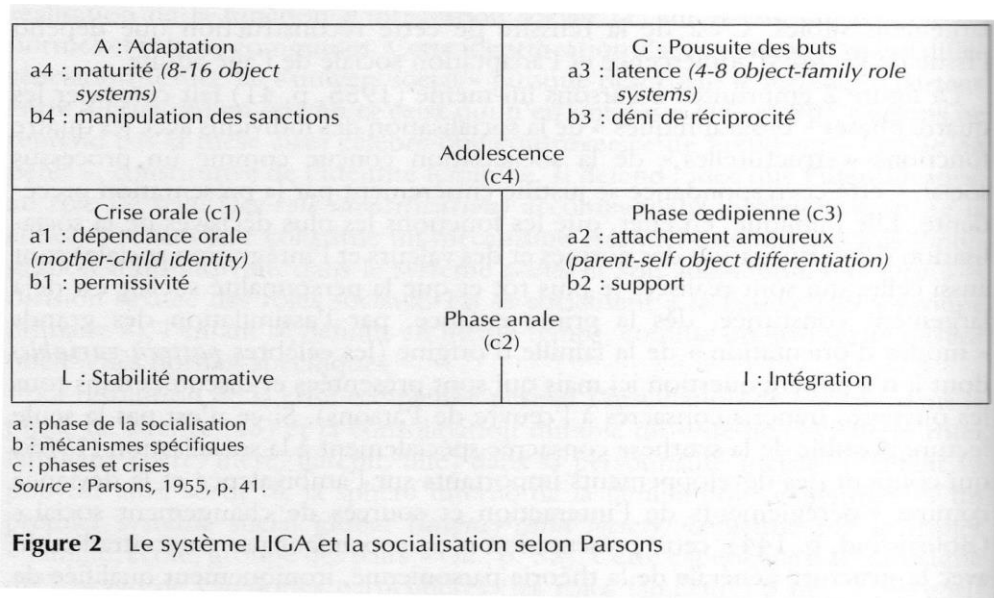 A : Adaptation
a4 : maturité (8-16 object
systems)
b4 : manipulation des sanctions
G : Pousuite des buts
a3 : latence (4-8 object-family role
systems)
b3 : déni de réciprocité
Adolescence
(c4)
Crise orale (c1)
a1 : dépendance orale
(mother-child identity)
b1 : permissivité
Phase œdipienne (c3)
a2 : attachement amoureux
(parent-self object differentiation)
b2 : support
Phase anale
(c2)
L : Stabilité normative
I : Intégration
a : phase de la socialisation
b : mécanismes spécifiques
c : phases et crises
Source : Parsons, 1955, p. 41.
Figure 2 Le système LIGA et la socialisation selon Parsons